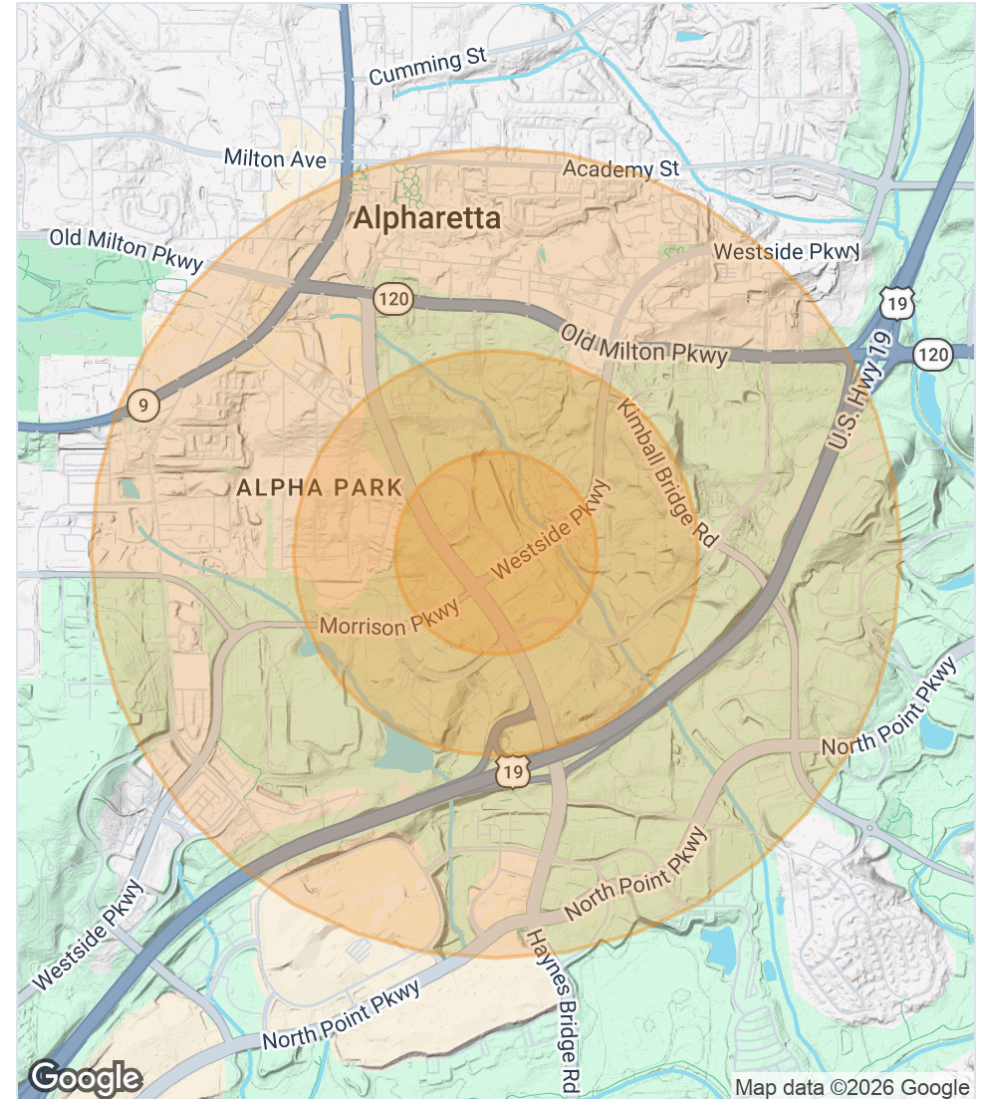 Cumming St
Milton Ave
Academy St
Alpharetta
Old Milton Pkwy
Westside Pkwy
120
19
Old Milton Pkwy
120
U.S. Hwy 19
9
Kimball Bridge Rd
ALPHA PARK
Westside Pkwy
Morrison Pkwy
North Point Pkwy
19
North Point Pkwy
Westside Pkwy
Haynes Bridge Rd
North Point Pkwy
Google
Map data ©2026 Google